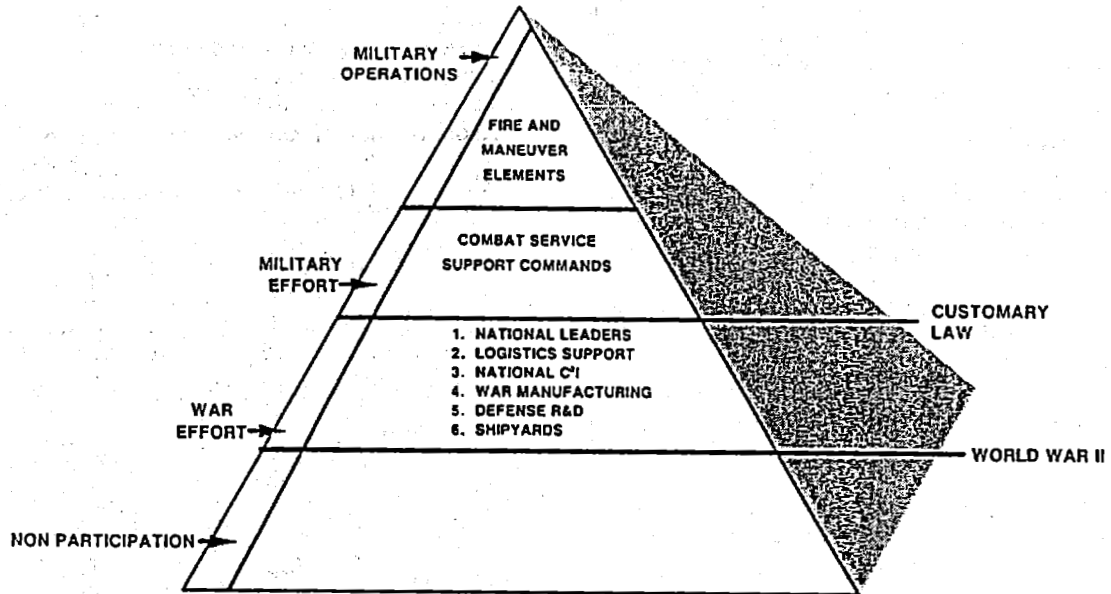 MILITARY
OPERATIONS
FIRE AND
MANEUVER
ELEMENTS
COMBAT SERVICE
SUPPORT COMMANDS
MILITARY
EFFORT
CUSTOMARY
LAW
1. NATIONAL LEADERS
2. LOGISTICS SUPPORT
3. NATIONAL C³I
4. WAR MANUFACTURING
5. DEFENSE R&D
6. SHIPYARDS
WAR
EFFORT
WORLD WAR II
NON PARTICIPATION